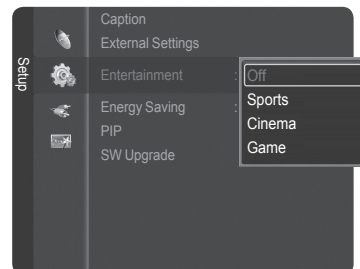 Setup
Caption
External Settings
Entertainment : Off
Energy Saving : Sports
Cinema
PIP
Game
SW Upgrade